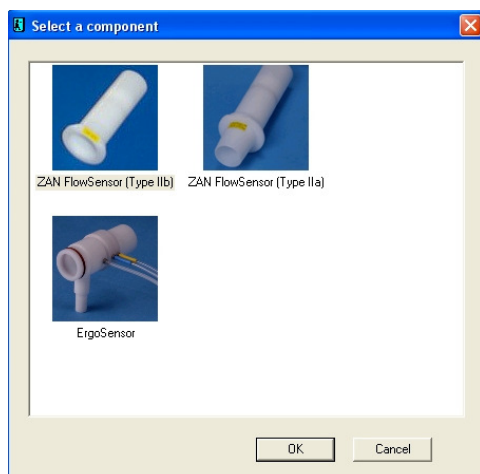 Select a component
ZAN FlowSensor (Type IIb)
ZAN FlowSensor (Type IIa)
ErgoSensor
OK
Cancel